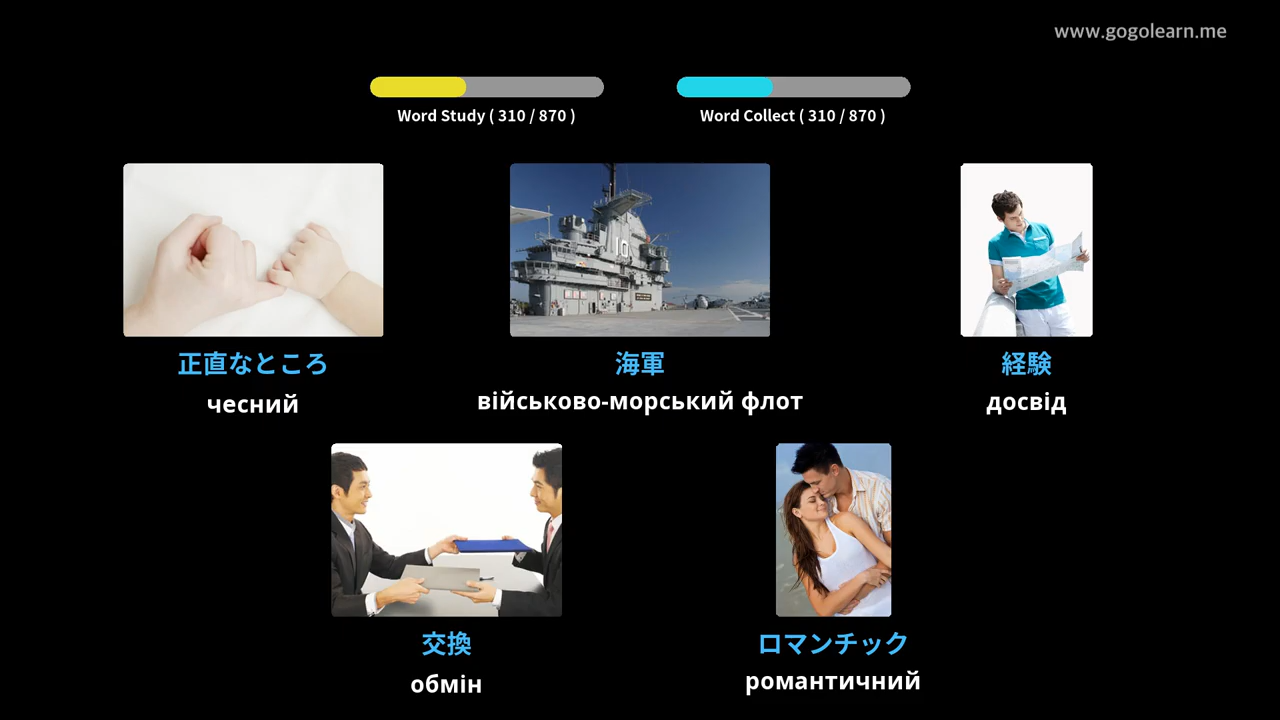 www.gogolearn.me
Word Study ( 310 / 870 )
Word Collect ( 310 / 870 )
10
正直なところ
чесний
海軍
військово-морський флот
経験
досвід
交換
обмін
ロマンチック
романтичний